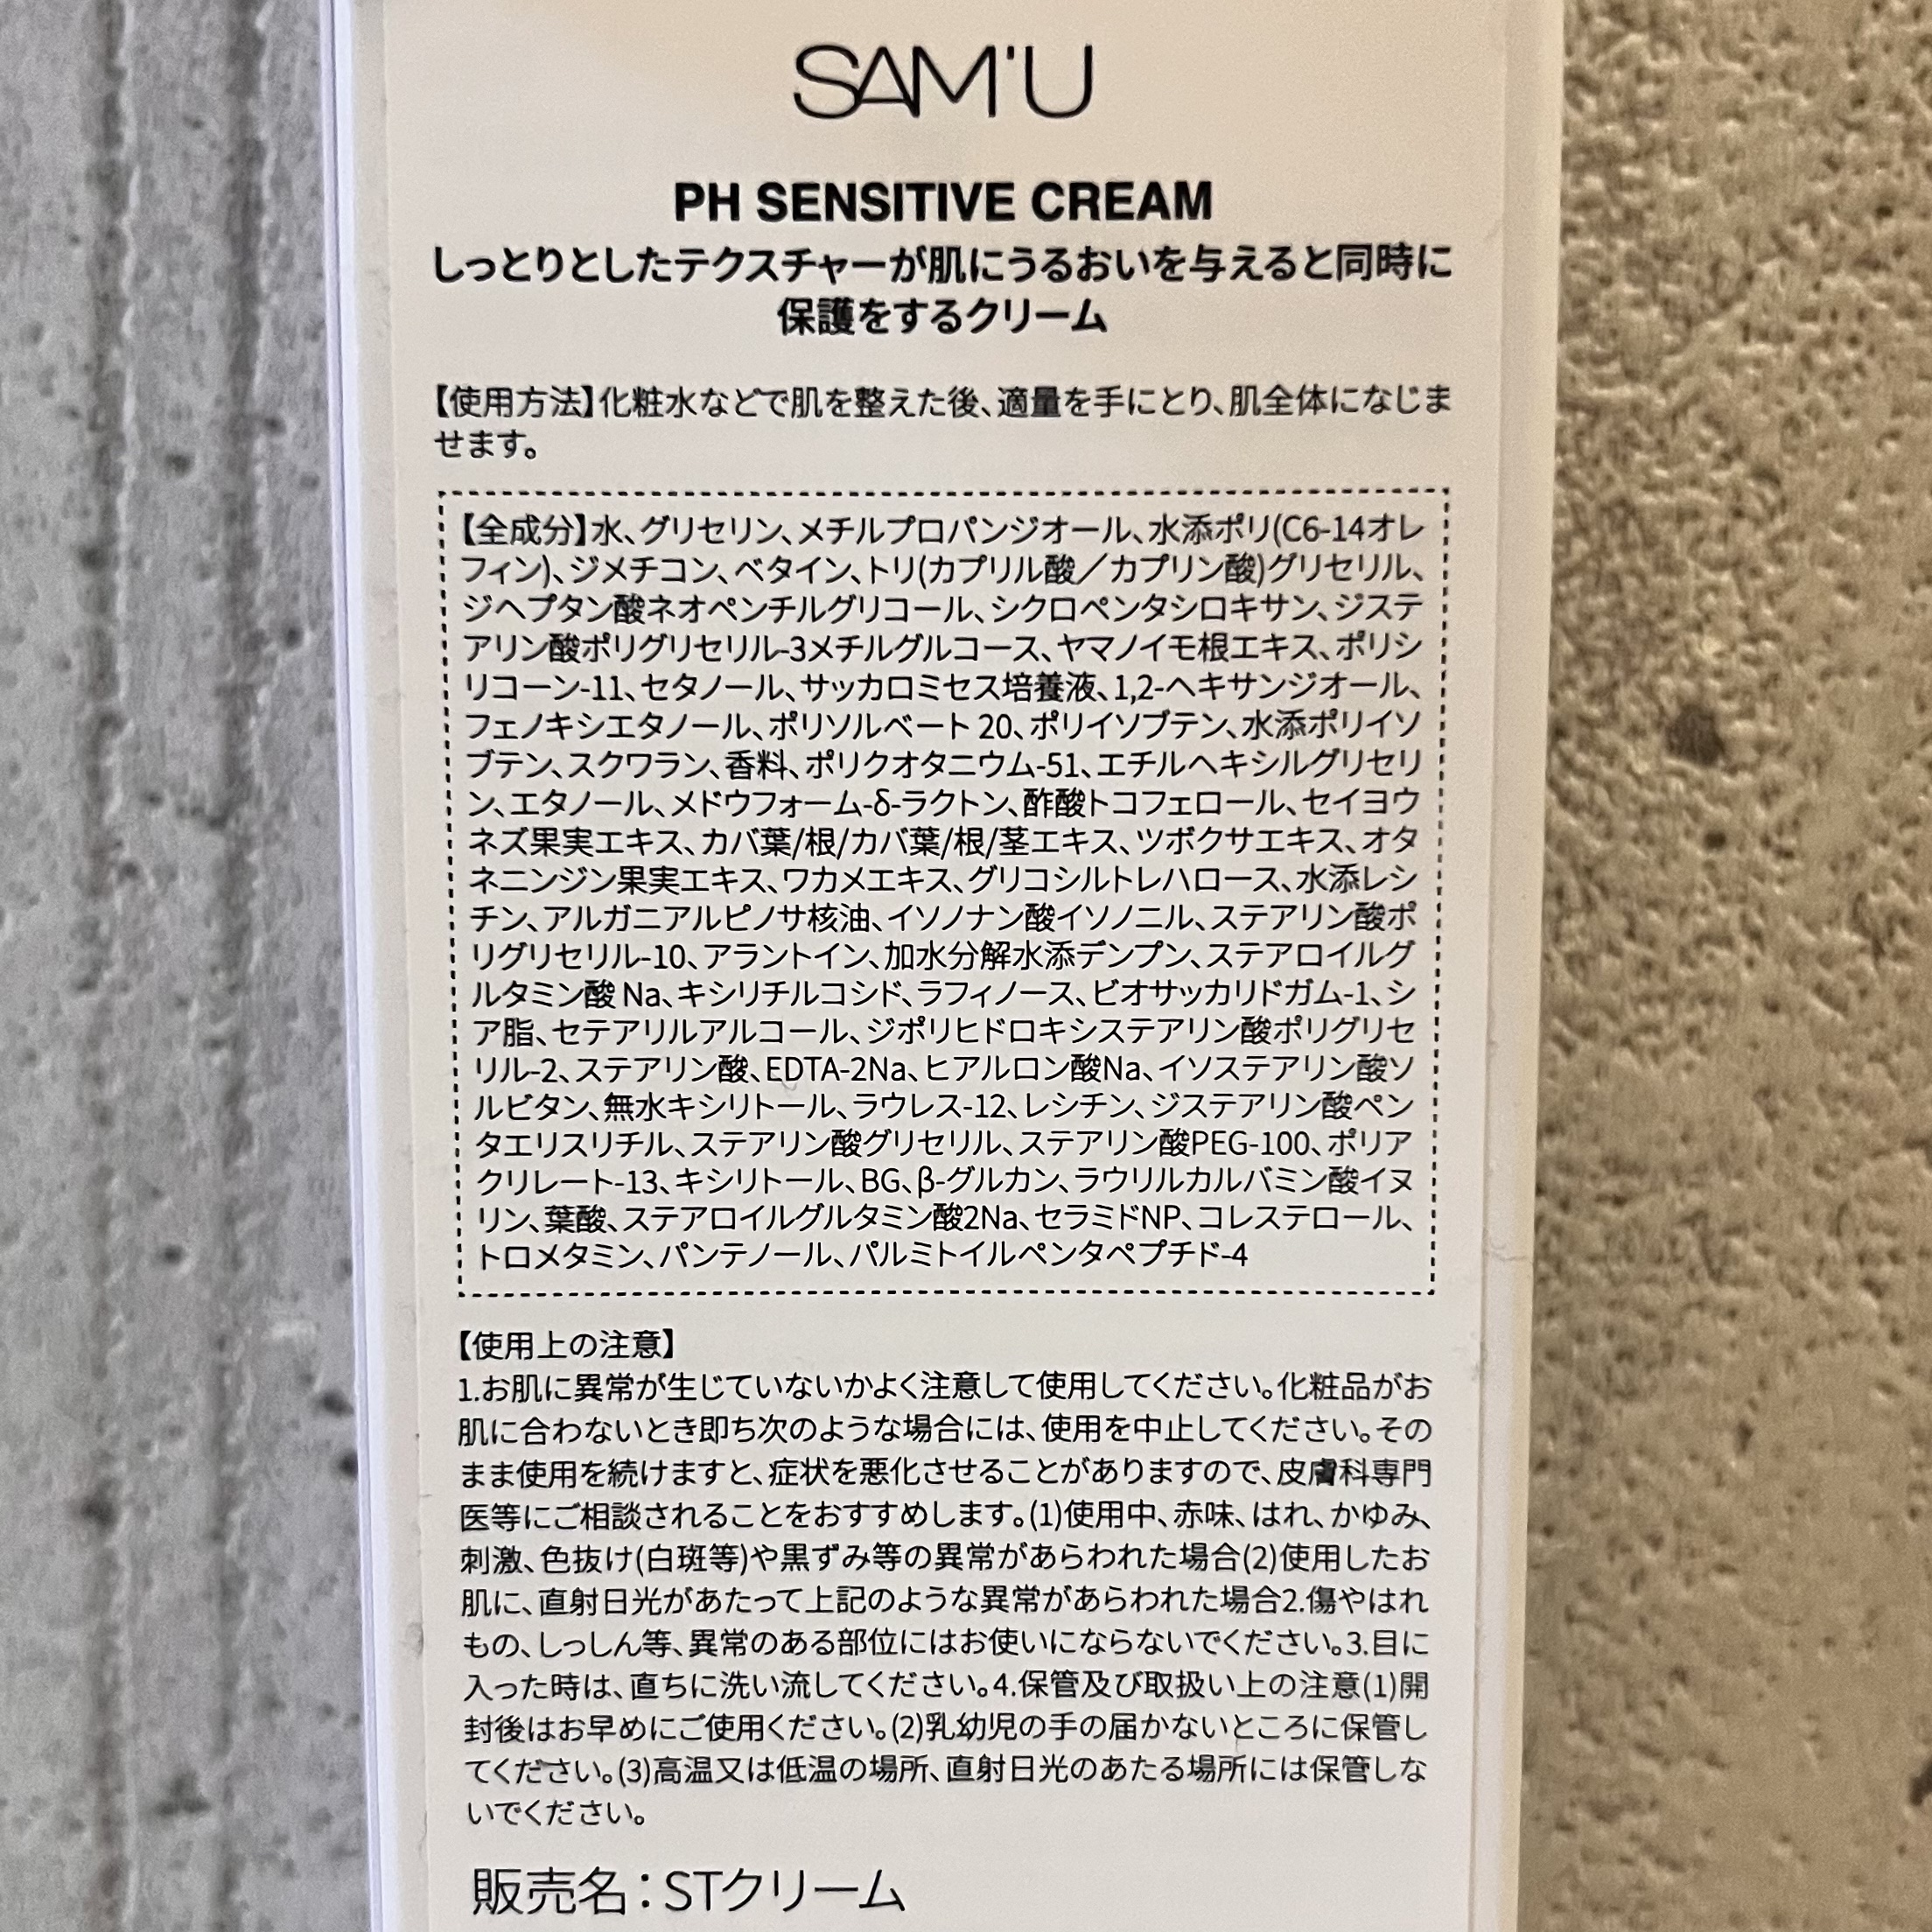 SAM'U
PH SENSITIVE CREAM
しっとりとしたテクスチャーが肌にうるおいを与えると同時に
保護をするクリーム
【使用方法】化粧水などで肌を整えた後、適量を手にとり、肌全体になじま
せます。
【全成分】水、グリセリン、メチルプロパンジオール、水添ポリ(C6-14オレ
フィン)、ジメチコン、ベタイン、トリ(カプリル酸／カプリン酸)グリセリル、
ジヘプタン酸ネオペンチルグリコール、シクロペンタシロキサン、ジステ
アリン酸ポリグリセリル-3メチルグルコース、ヤマノイモ根エキス、ポリシ
リコーン-11、セタノール、サッカロミセス培養液、1,2-ヘキサンジオール、
フェノキシエタノール、ポリソルベート 20、ポリイソブテン、水添ポリイソ
ブテン、スクワラン、香料、ポリクオタニウム-51、エチルヘキシルグリセリ
ン、エタノール、メドウフォーム-δ-ラクトン、酢酸トコフェロール、セイヨウ
ネズ果実エキス、カバ葉/根/カバ葉/根/茎エキス、ツボクサエキス、オタ
ネニンジン果実エキス、ワカメエキス、グリコシルトレハロース、水添レシ
チン、アルガニアルピノサ核油、イソノナン酸イソノニル、ステアリン酸ポ
リグリセリル-10、アラントイン、加水分解水添デンプン、ステアロイルグ
ルタミン酸 Na、キシリチルコシド、ラフィノース、ビオサッカリドガム-1、シ
ア脂、セテアリルアルコール、ジポリヒドロキシステアリン酸ポリグリセ
リル-2、ステアリン酸、EDTA-2Na、ヒアルロン酸Na、イソステアリン酸ソ
ルビタン、無水キシリトール、ラウレス-12、レシチン、ジステアリン酸ペン
タエリスリチル、ステアリン酸グリセリル、ステアリン酸PEG-100、ポリア
クリレート-13、キシリトール、BG、β-グルカン、ラウリルカルバミン酸イヌ
リン、葉酸、ステアロイルグルタミン酸2Na、セラミドNP、コレステロール、
トロメタミン、パンテノール、パルミトイルペンタペプチド-4
【使用上の注意】
1.お肌に異常が生じていないかよく注意して使用してください。化粧品がお
肌に合わないとき即ち次のような場合には、使用を中止してください。その
まま使用を続けますと、症状を悪化させることがありますので、皮膚科専門
医等にご相談されることをおすすめします。(1)使用中、赤味、はれ、かゆみ、
刺激、色抜け(白斑等)や黒ずみ等の異常があらわれた場合(2)使用したお
肌に、直射日光があたって上記のような異常があらわれた場合2.傷やはれ
もの、しっしん等、異常のある部位にはお使いにならないでください。3.目に
入った時は、直ちに洗い流してください。4.保管及び取扱い上の注意(1)開
封後はお早めにご使用ください。(2)乳幼児の手の届かないところに保管し
てください。(3)高温又は低温の場所、直射日光のあたる場所には保管しな
いでください。
販売名：STクリーム